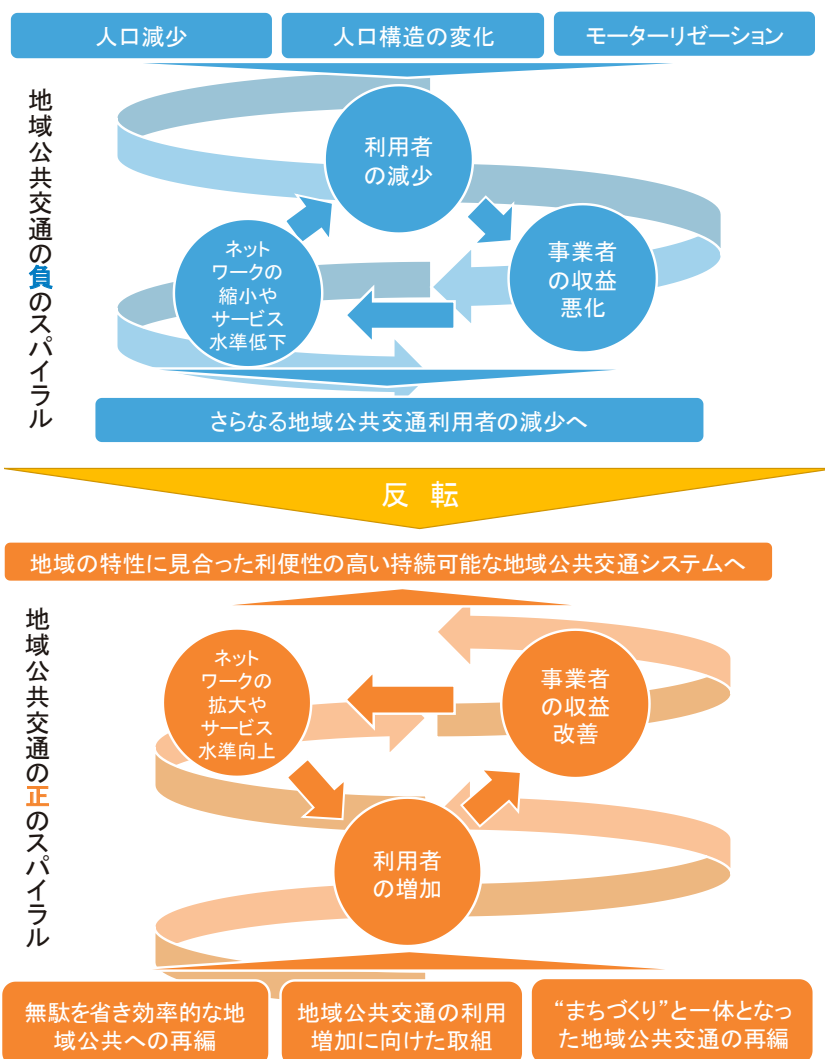 人口減少
人口構造の変化
モーターリゼーション
地域公共交通の負のスパイラル
利用者
の減少
事業者
の収益
悪化
ネット
ワークの
縮小や
サービス
水準低下
さらなる地域公共交通利用者の減少へ
反 転
地域の特性に見合った利便性の高い持続可能な地域公共交通システムへ
地域公共交通の正のスパイラル
ネット
ワークの
拡大や
サービス
水準向上
事業者
の収益
改善
利用者
の増加
無駄を省き効率的な地
域公共への再編
地域公共交通の利用
増加に向けた取組
“まちづくり”と一体となっ
た地域公共交通の再編